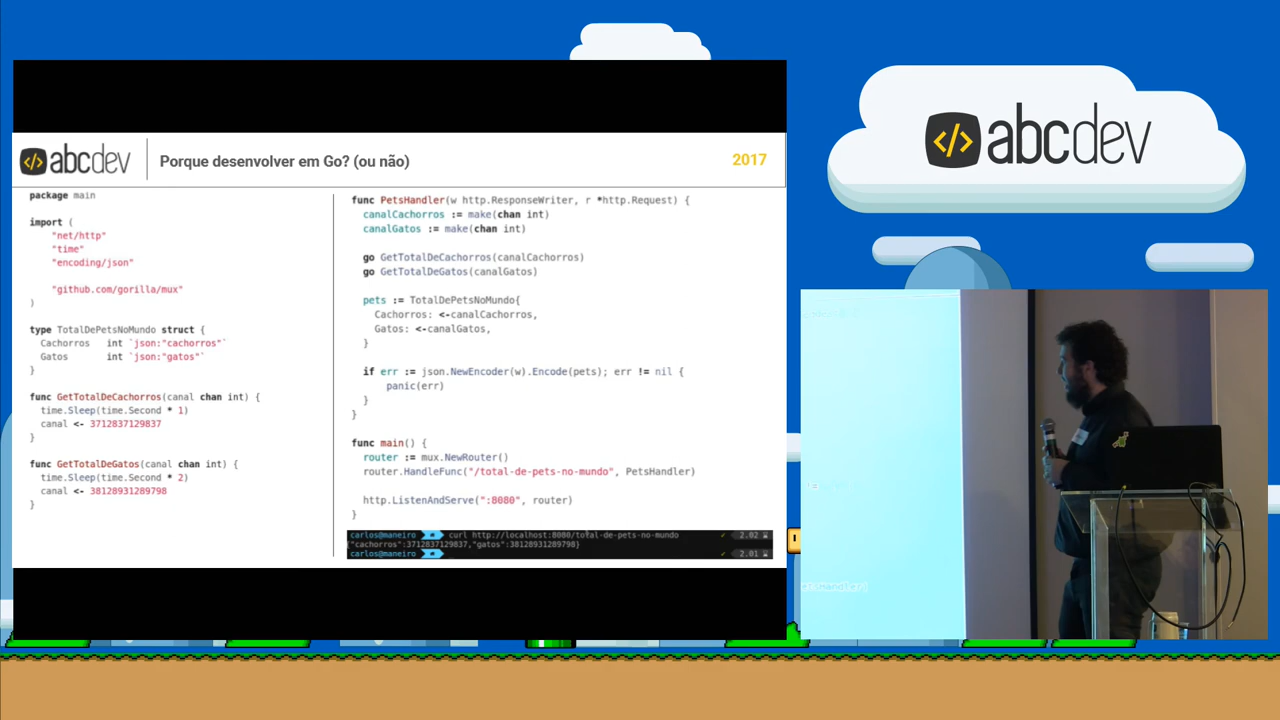 </> abcdev
Porque desenvolver em Go? (ou não)
2017
package main
import (
"net/http"
"time"
"encoding/json"
"github.com/gorilla/mux"
)
type TotalDePetsNoMundo struct {
Cachorros int `json:"cachorros"`
Gatos int `json:"gatos"`
}
func GetTotalDeCachorros(canal chan int) {
time.Sleep(time.Second * 1)
canal <- 3712837129837
}
func GetTotalDeGatos(canal chan int) {
time.Sleep(time.Second * 2)
canal <- 38128931289798
}
func PetsHandler(w http.ResponseWriter, r *http.Request) {
canalCachorros := make(chan int)
canalGatos := make(chan int)
go GetTotalDeCachorros(canalCachorros)
go GetTotalDeGatos(canalGatos)
pets := TotalDePetsNoMundo{
Cachorros: <-canalCachorros,
Gatos: <-canalGatos,
}
if err := json.NewEncoder(w).Encode(pets); err != nil {
panic(err)
}
}
func main() {
router := mux.NewRouter()
router.HandleFunc("/total-de-pets-no-mundo", PetsHandler)
http.ListenAndServe(":8080", router)
}
carlos@maneiro curl http://localhost:8080/total-de-pets-no-mundo ✓ 2.02
{"cachorros":3712837129837,"gatos":38128931289798}
carlos@maneiro ✓ 2.01
</> abcdev